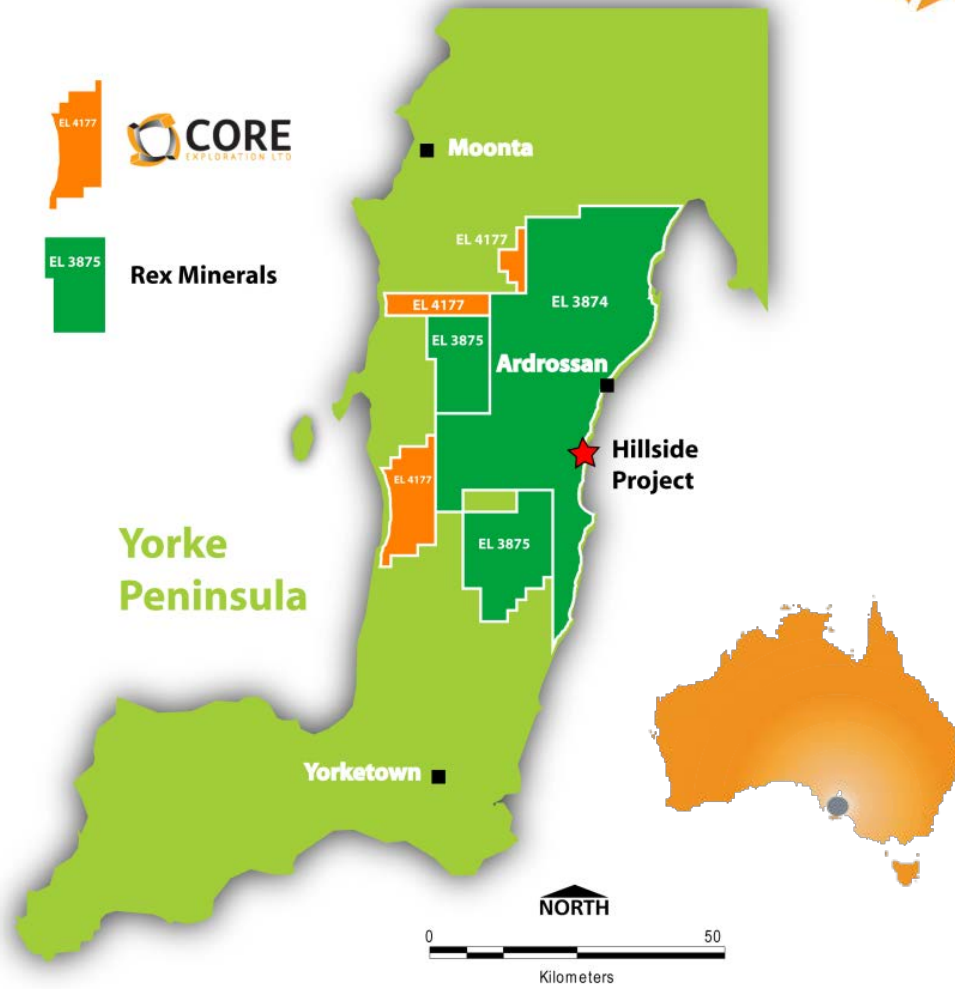 EL 4177
CORE
EXPLORATION LTD
Moonta
EL 3875
Rex Minerals
EL 4177
EL 4177
EL 3874
EL 3875
Ardrossan
Hillside
Project
EL 4177
EL 3875
Yorke
Peninsula
Yorketown
NORTH
0 50
Kilometers